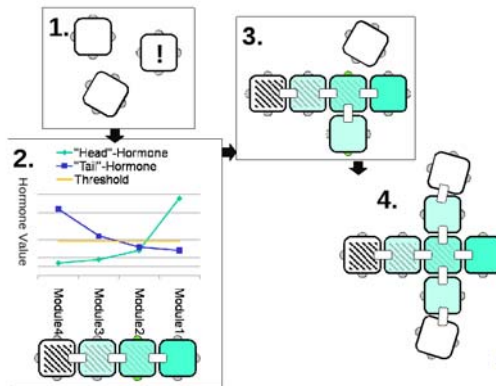 1.
!
2.
"Head"-Hormone
"Tail"-Hormone
Threshold
Hormone Value
Module4
Module3
Module2
Module1
3.
4.